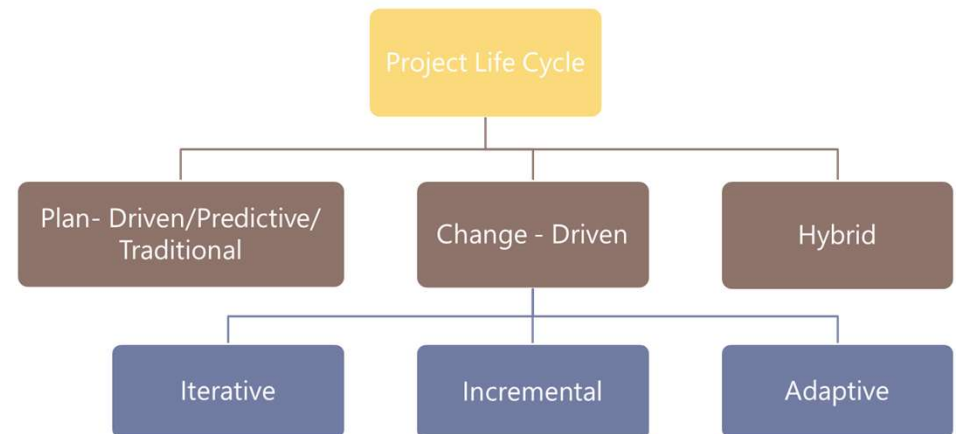 Project Life Cycle
Plan- Driven/Predictive/
Traditional
Change - Driven
Hybrid
Iterative
Incremental
Adaptive